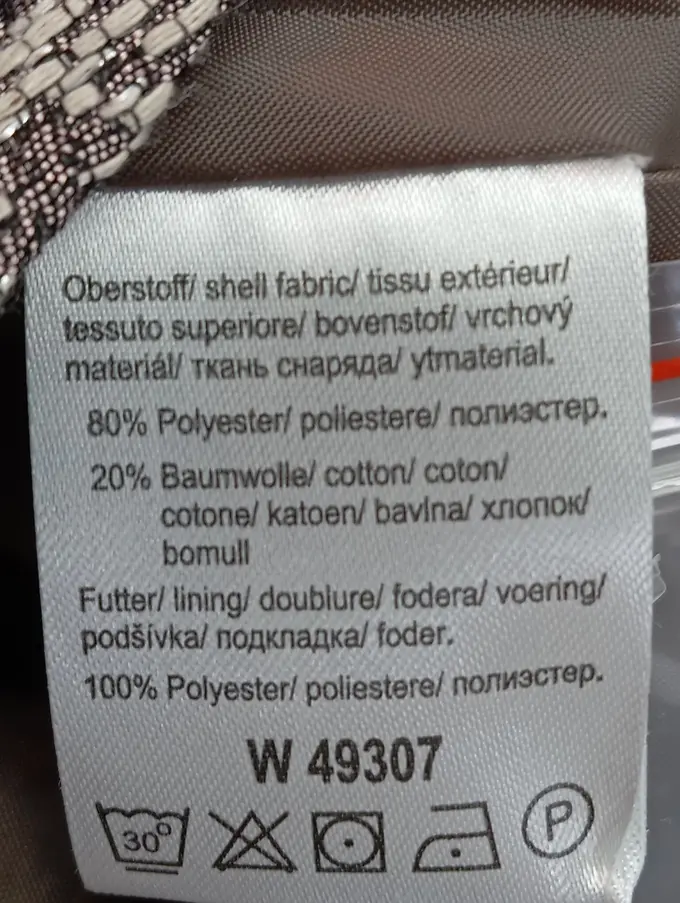 Oberstoff/ shell fabric/ tissu extérieur/
tessuto superiore/ bovenstof/ vrchový
materiál/ ткань снаряда/ ytmaterial.
80% Polyester/ poliestere/ полиэстер.
20% Baumwolle/ cotton/ coton/
cotone/ katoen/ bavlna/ хлопок/
bomull
Futter/ lining/ doublure/ fodera/ voering/
podšívka/ подкладка/ foder.
100% Polyester/ poliestere/ полиэстер.
W 49307
30° P